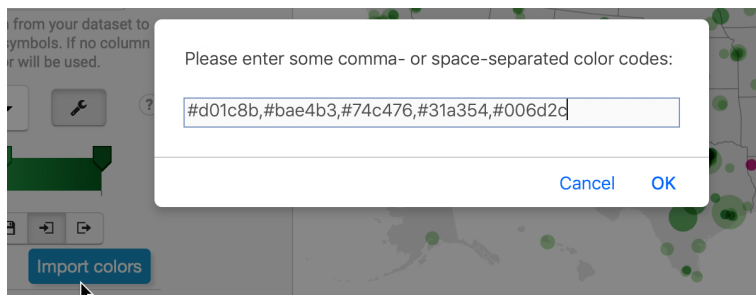 from your dataset to
symbols. If no column
or will be used.
Please enter some comma- or space-separated color codes:
?
#d01c8b,#bae4b3,#74c476,#31a354,#006d2c
Cancel
OK
Import colors